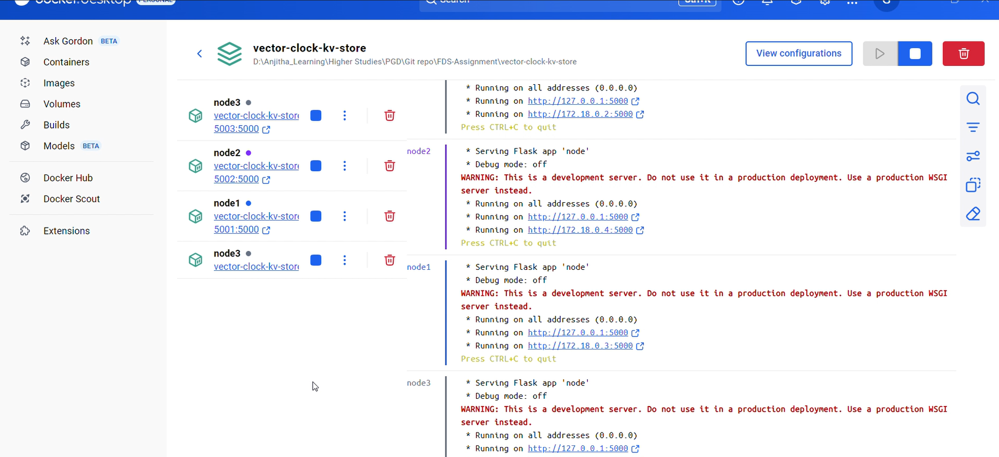 docker.desktop PERSONAL
Search
Ctrl+K
Ask Gordon BETA
Containers
Images
Volumes
Builds
Models BETA
Docker Hub
Docker Scout
Extensions
vector-clock-kv-store
D:\Anjitha_Learning\Higher Studies\PGD\Git repo\FDS-Assignment\vector-clock-kv-store
View configurations
node3
vector-clock-kv-store
5003:5000
node2
vector-clock-kv-store
5002:5000
node1
vector-clock-kv-store
5001:5000
node3
vector-clock-kv-store
* Running on all addresses (0.0.0.0)
* Running on http://127.0.0.1:5000
* Running on http://172.18.0.2:5000
Press CTRL+C to quit
node2 * Serving Flask app 'node'
* Debug mode: off
WARNING: This is a development server. Do not use it in a production deployment. Use a production WSGI
server instead.
* Running on all addresses (0.0.0.0)
* Running on http://127.0.0.1:5000
* Running on http://172.18.0.4:5000
Press CTRL+C to quit
node1 * Serving Flask app 'node'
* Debug mode: off
WARNING: This is a development server. Do not use it in a production deployment. Use a production WSGI
server instead.
* Running on all addresses (0.0.0.0)
* Running on http://127.0.0.1:5000
* Running on http://172.18.0.3:5000
Press CTRL+C to quit
node3 * Serving Flask app 'node'
* Debug mode: off
WARNING: This is a development server. Do not use it in a production deployment. Use a production WSGI
server instead.
* Running on all addresses (0.0.0.0)
* Running on http://127.0.0.1:5000